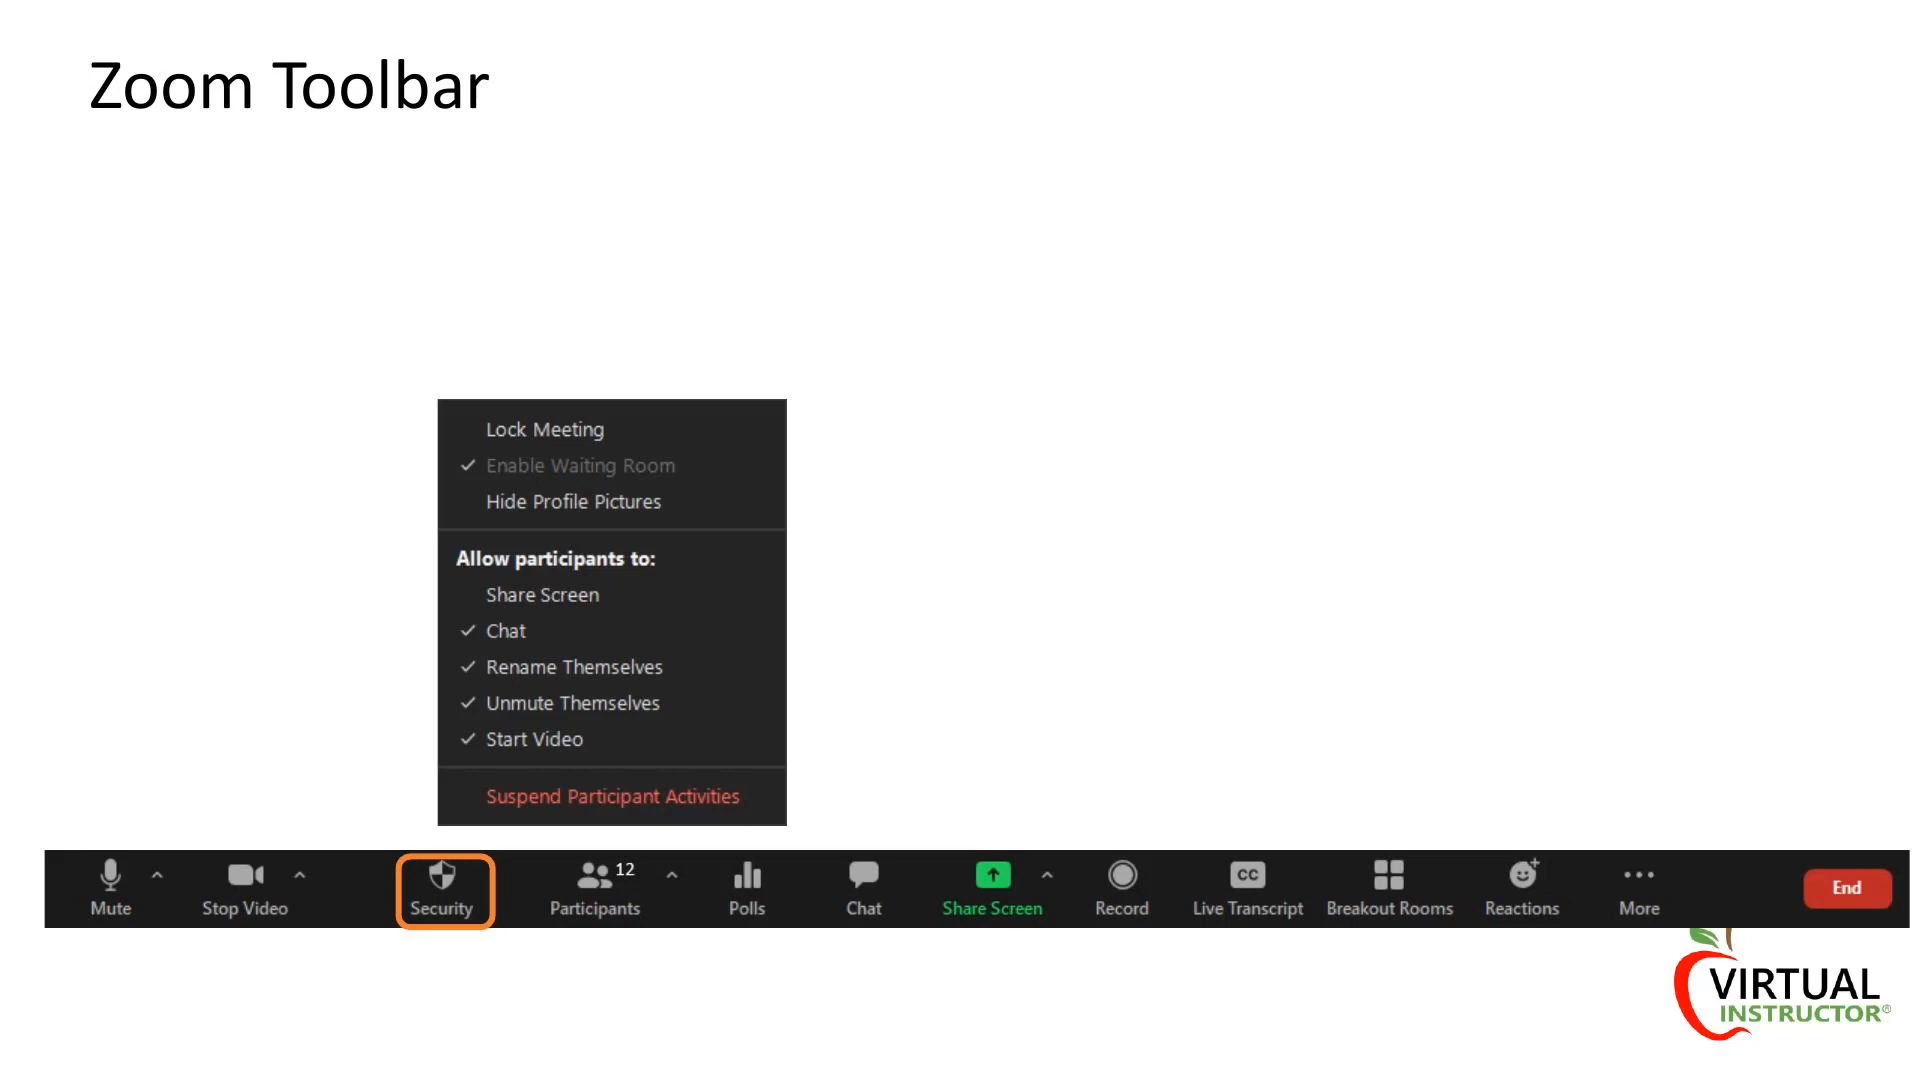 Zoom Toolbar
Lock Meeting
Enable Waiting Room
Hide Profile Pictures
Allow participants to:
Share Screen
Chat
Rename Themselves
Unmute Themselves
Start Video
Suspend Participant Activities
12
CC
Mute Stop Video Security Participants Polls Chat Share Screen Record Live Transcript Breakout Rooms Reactions More End
VIRTUAL
INSTRUCTOR®